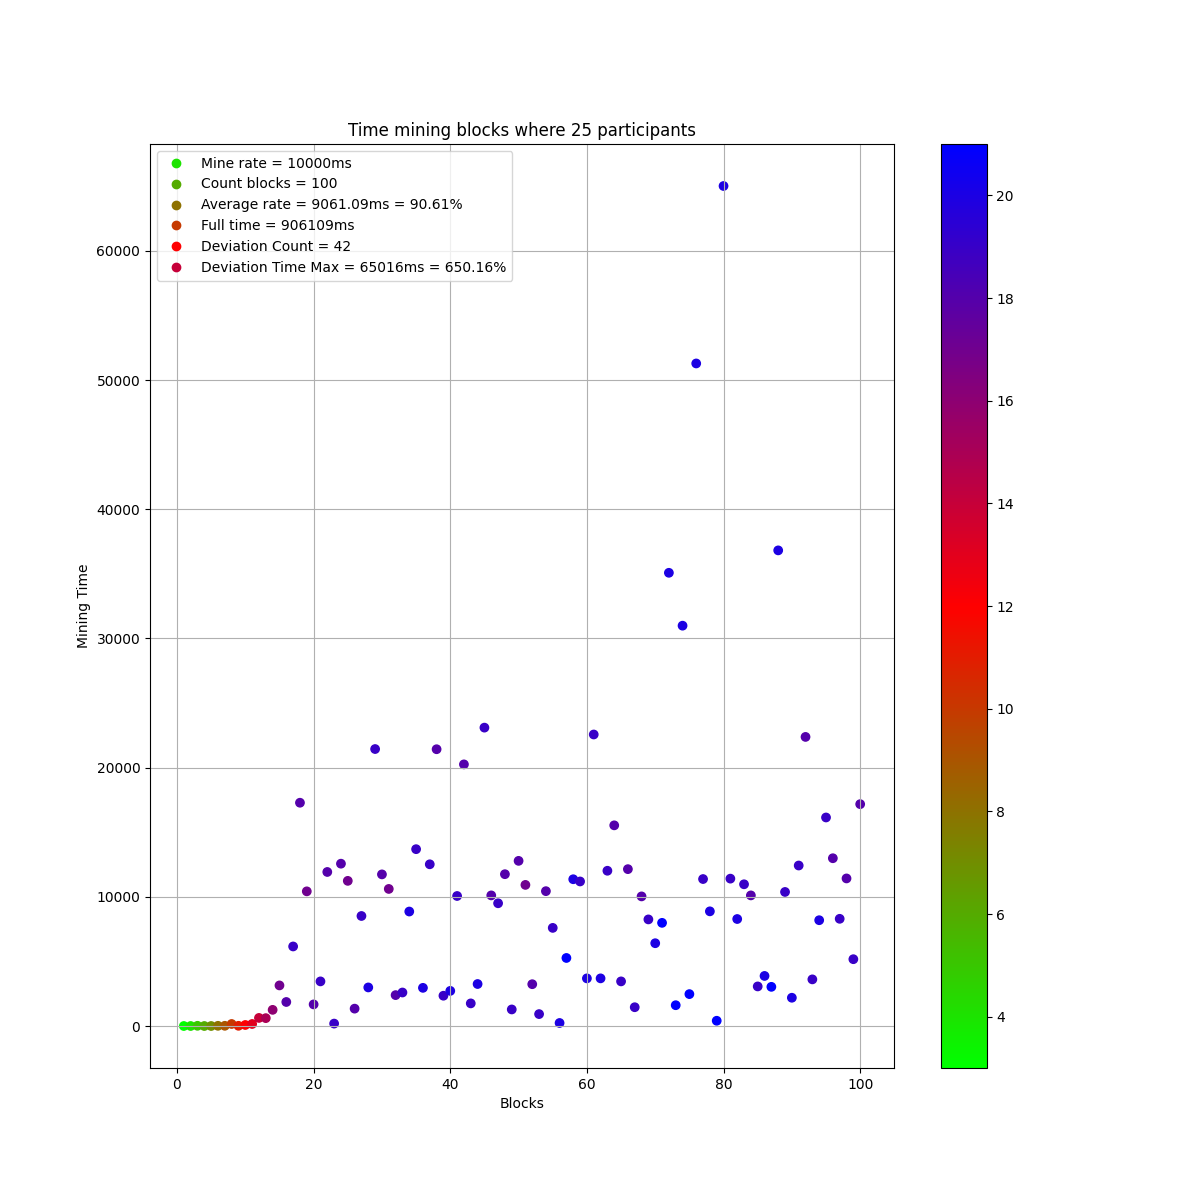 Time mining blocks where 25 participants
Mine rate = 10000ms
Count blocks = 100
Average rate = 9061.09ms = 90.61%
Full time = 906109ms
Deviation Count = 42
Deviation Time Max = 65016ms = 650.16%
60000
50000
40000
30000
20000
10000
0
Mining Time
0 20 40 60 80 100
Blocks
20
18
16
14
12
10
8
6
4